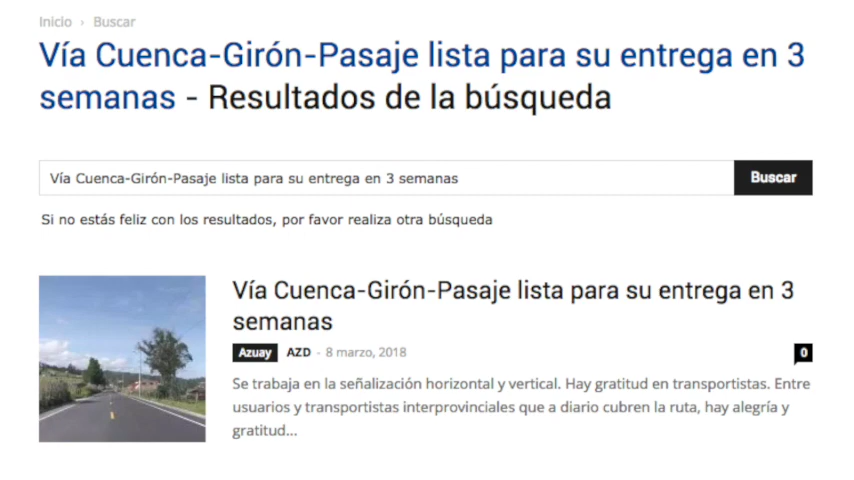 Inicio › Buscar
Vía Cuenca-Girón-Pasaje lista para su entrega en 3
semanas - Resultados de la búsqueda
Vía Cuenca-Girón-Pasaje lista para su entrega en 3 semanas
Buscar
Si no estás feliz con los resultados, por favor realiza otra búsqueda
Vía Cuenca-Girón-Pasaje lista para su entrega en 3
semanas
Azuay AZD - 8 marzo, 2018 0
Se trabaja en la señalización horizontal y vertical. Hay gratitud en transportistas. Entre
usuarios y transportistas interprovinciales que a diario cubren la ruta, hay alegría y
gratitud...